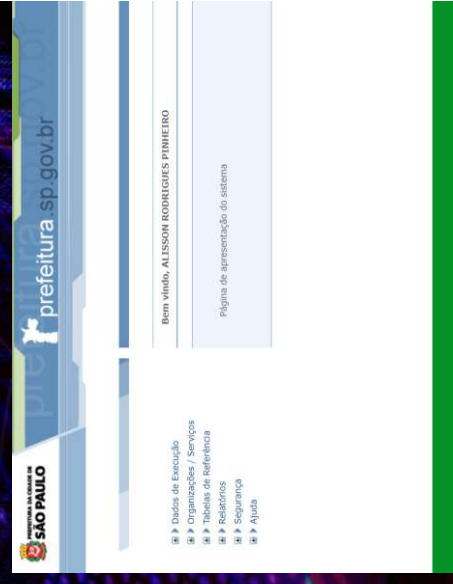 PREFEITURA DA CIDADE DE
SÃO PAULO
prefeitura.sp.gov.br
Bem vindo, ALISSON RODRIGUES PINHEIRO
Página de apresentação do sistema
Dados de Execução
Organizações / Serviços
Tabelas de Referência
Relatórios
Segurança
Ajuda